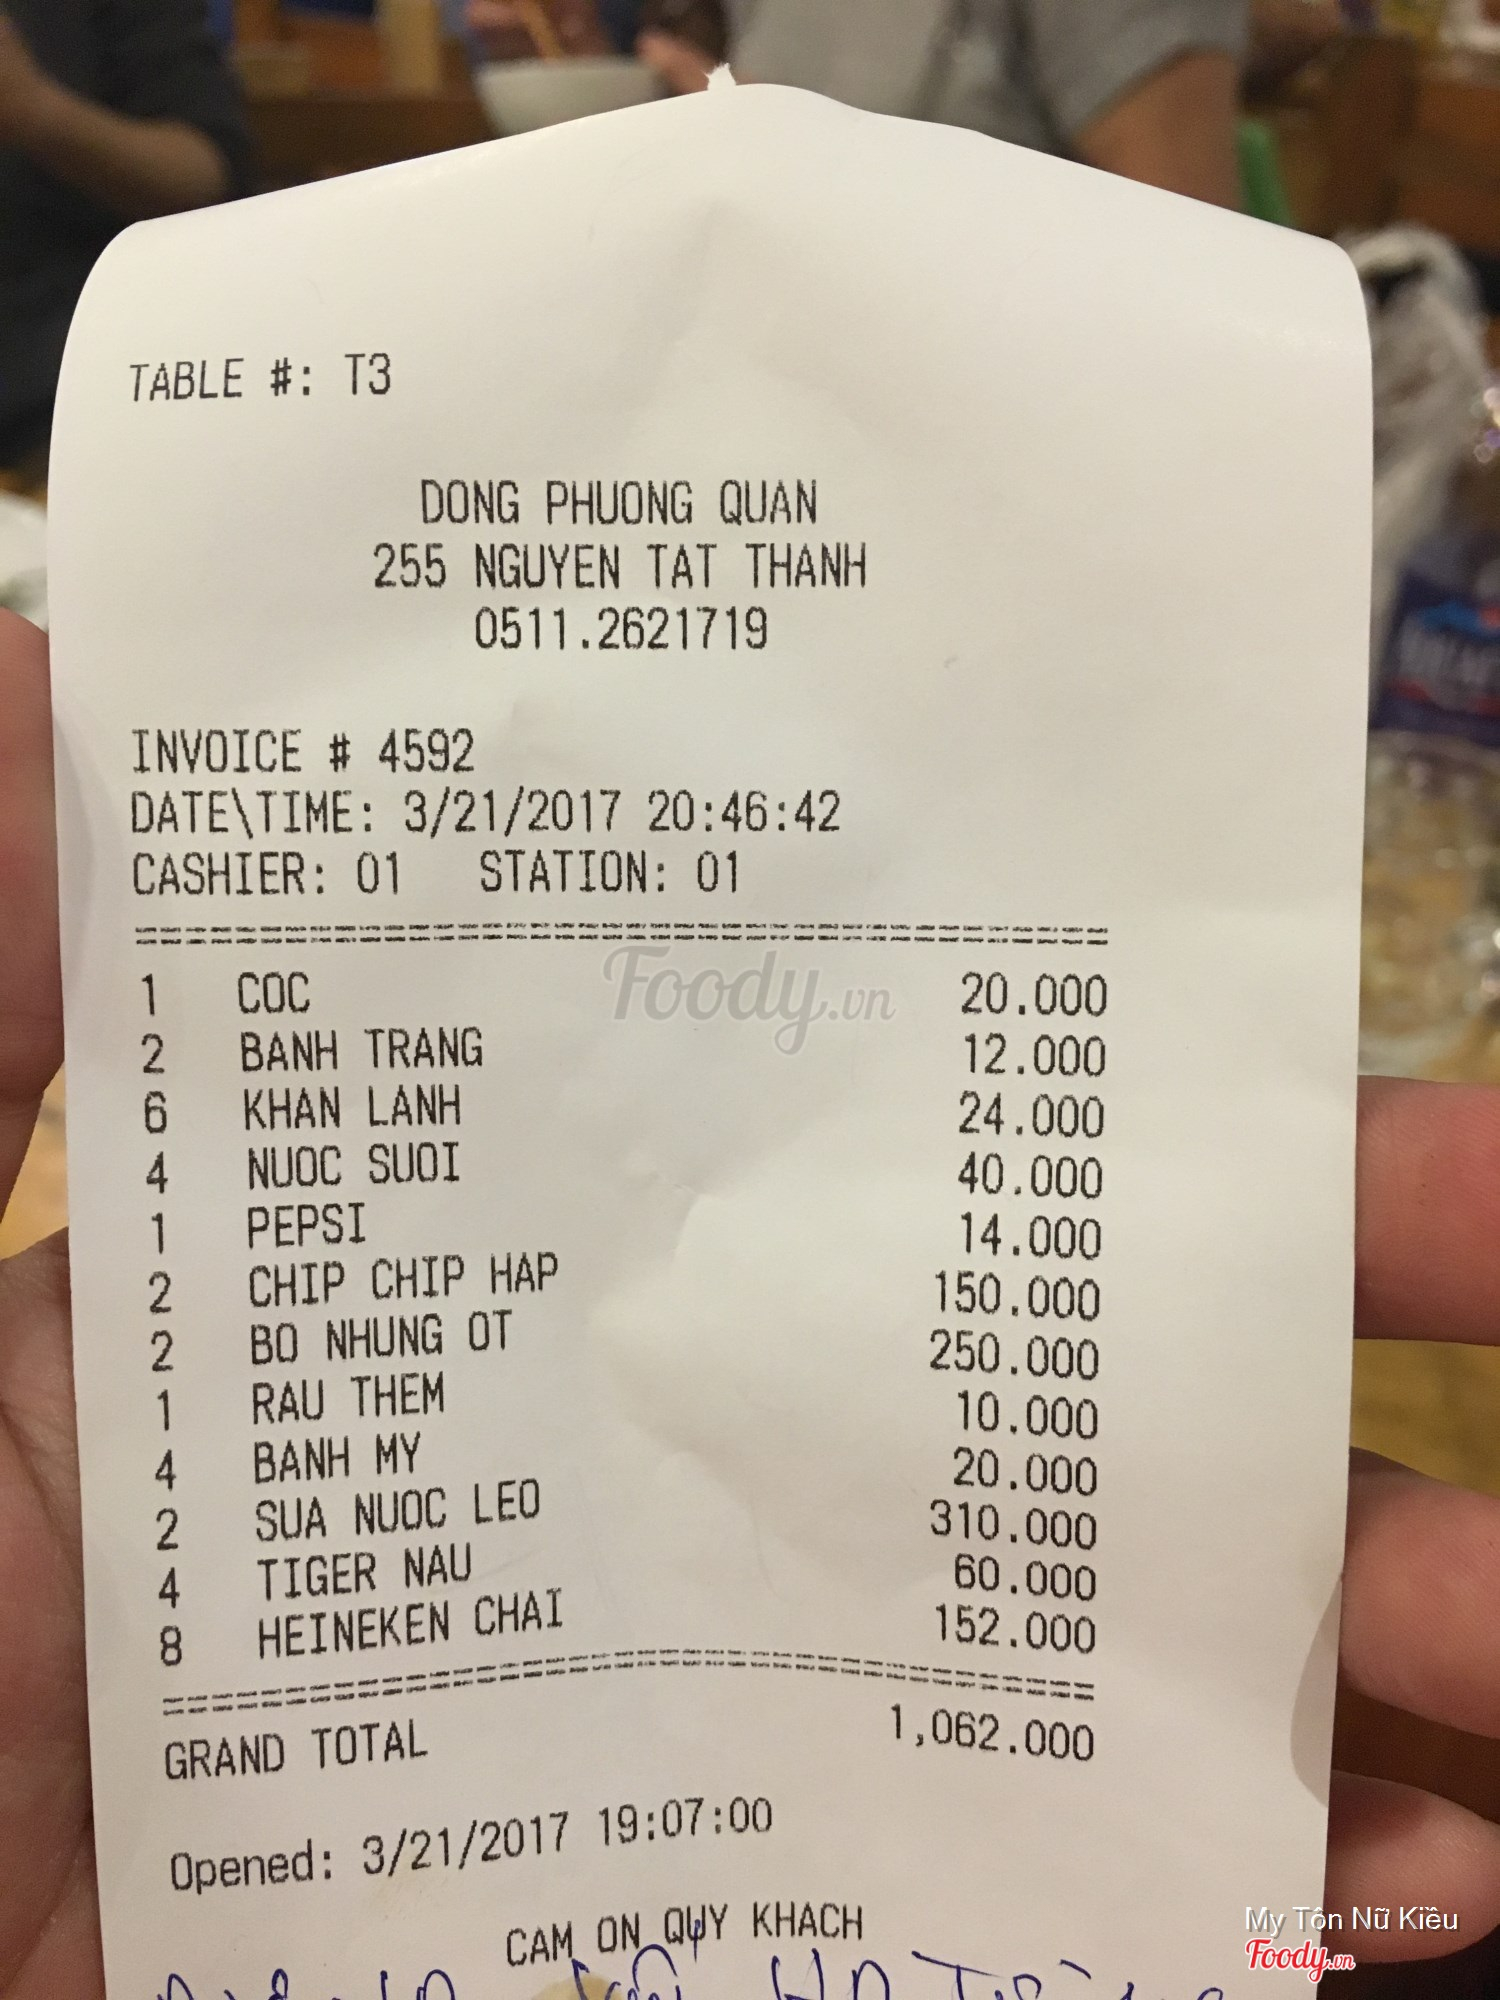 TABLE #: T3
DONG PHUONG QUAN
255 NGUYEN TAT THANH
0511.2621719
INVOICE # 4592
DATE\TIME: 3/21/2017 20:46:42
CASHIER: 01 STATION: 01
Foody.vn
1 COC 20.000
2 BANH TRANG 12.000
6 KHAN LANH 24.000
4 NUOC SUOI 40.000
1 PEPSI 14.000
2 CHIP CHIP HAP 150.000
2 BO NHUNG OT 250.000
1 RAU THEM 10.000
4 BANH MY 20.000
2 SUA NUOC LEO 310.000
4 TIGER NAU 60.000
8 HEINEKEN CHAI 152.000
GRAND TOTAL 1,062.000
Opened: 3/21/2017 19:07:00
CAM ON QUY KHACH
My Tôn Nữ Kiều
Foody.vn